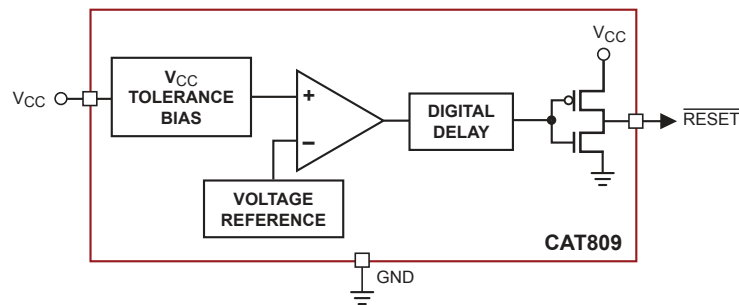 VCC
VCC
TOLERANCE
BIAS
+
−
VOLTAGE
REFERENCE
DIGITAL
DELAY
VCC
RESET
CAT809
GND